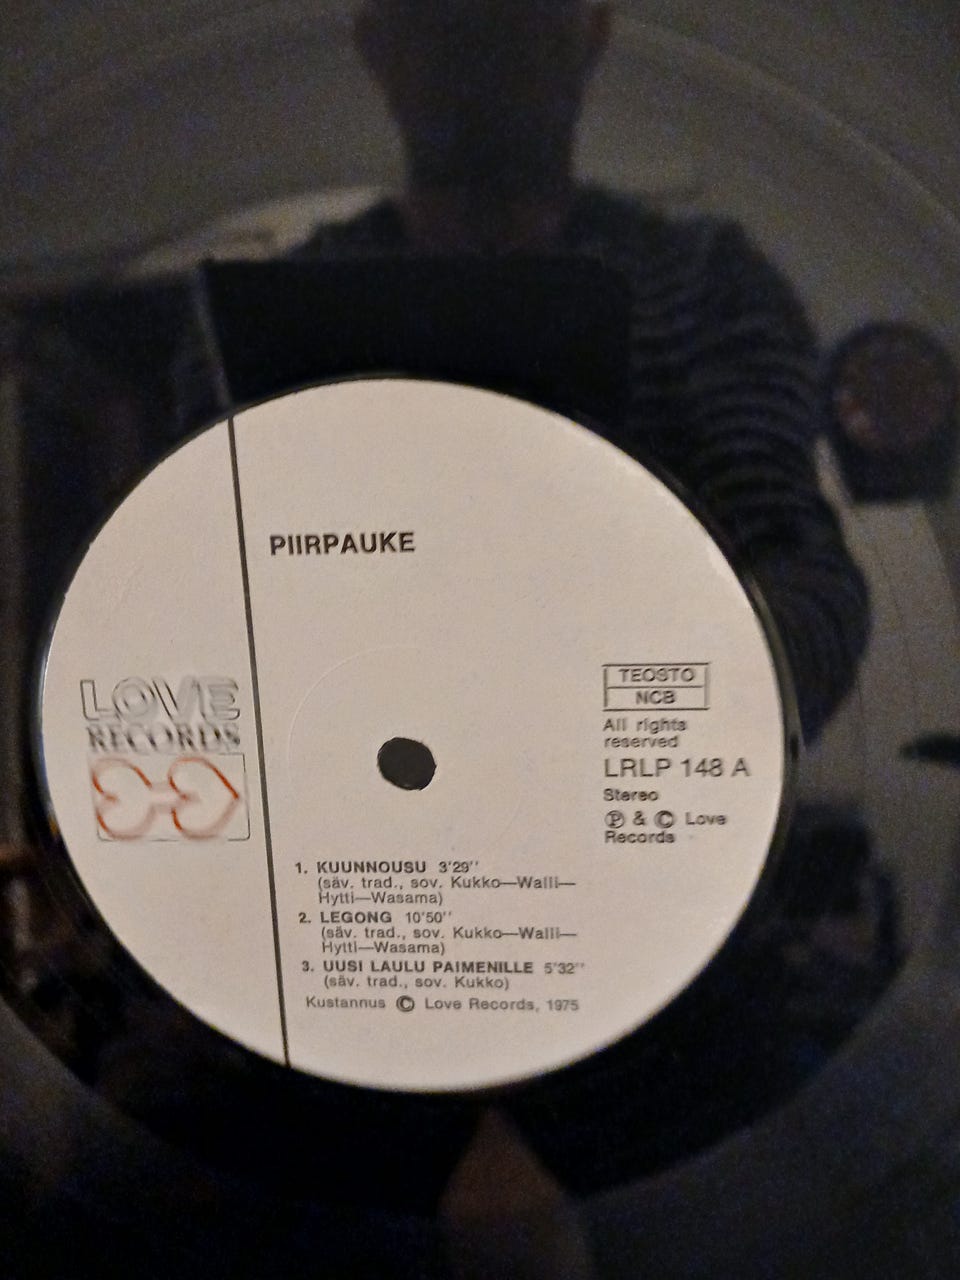 PIIRPAUKE
LOVE
RECORDS
TEOSTO
NCB
All rights
reserved
LRLP 148 A
Stereo
Ⓟ & © Love
Records
1. KUUNNOUSU 3'29''
(säv. trad., sov. Kukko—Walli—
Hytti—Wasama)
2. LEGONG 10'50''
(säv. trad., sov. Kukko—Walli—
Hytti—Wasama)
3. UUSI LAULU PAIMENILLE 5'32''
(säv. trad., sov. Kukko)
Kustannus © Love Records, 1975